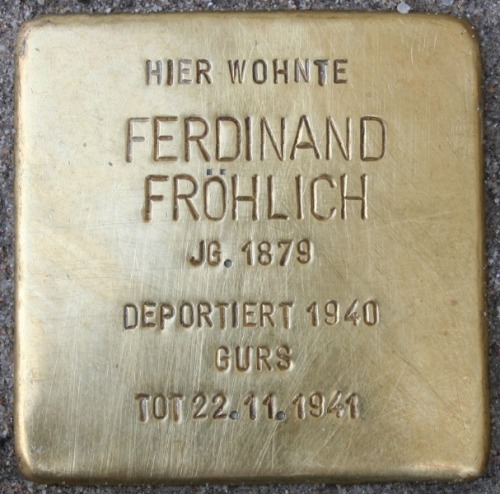 HIER WOHNTE
FERDINAND
FRÖHLICH
JG. 1879
DEPORTIERT 1940
GURS
TOT 22.11.1941